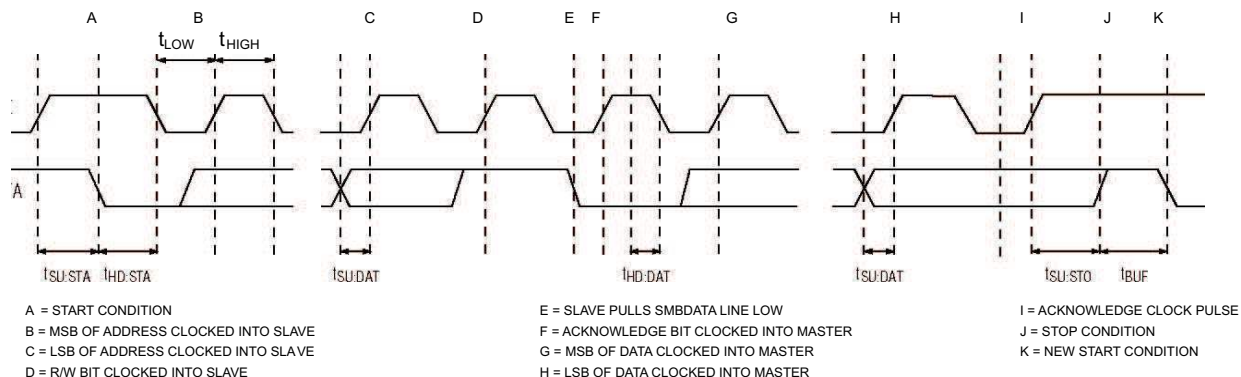 A B C D E F G H I J K
tLOW tHIGH
A
tSU:STA tHD:STA tSU:DAT tHD:DAT tSU:DAT tSU:STO tBUF
A = START CONDITION
B = MSB OF ADDRESS CLOCKED INTO SLAVE
C = LSB OF ADDRESS CLOCKED INTO SLAVE
D = R/W BIT CLOCKED INTO SLAVE
E = SLAVE PULLS SMBDATA LINE LOW
F = ACKNOWLEDGE BIT CLOCKED INTO MASTER
G = MSB OF DATA CLOCKED INTO MASTER
H = LSB OF DATA CLOCKED INTO MASTER
I = ACKNOWLEDGE CLOCK PULSE
J = STOP CONDITION
K = NEW START CONDITION